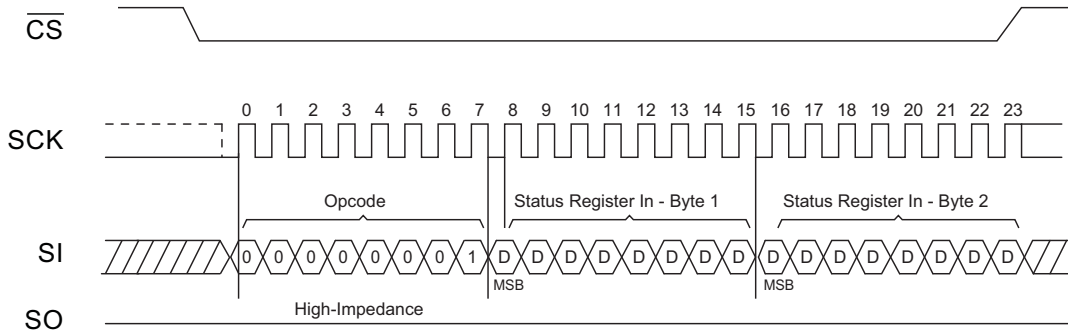 CS
0 1 2 3 4 5 6 7 8 9 10 11 12 13 14 15 16 17 18 19 20 21 22 23
SCK
Opcode Status Register In - Byte 1 Status Register In - Byte 2
SI 0 0 0 0 0 0 0 1 D D D D D D D D D D D D D D D D
MSB MSB
High-Impedance
SO